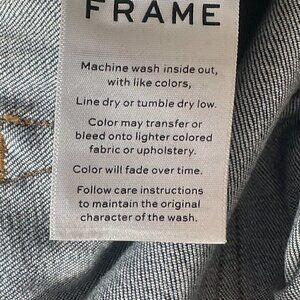 FRAME
Machine wash inside out,
with like colors,
Line dry or tumble dry low.
Color may transfer or
bleed onto lighter colored
fabric or upholstery.
Color will fade over time.
Follow care instructions
to maintain the original
character of the wash.